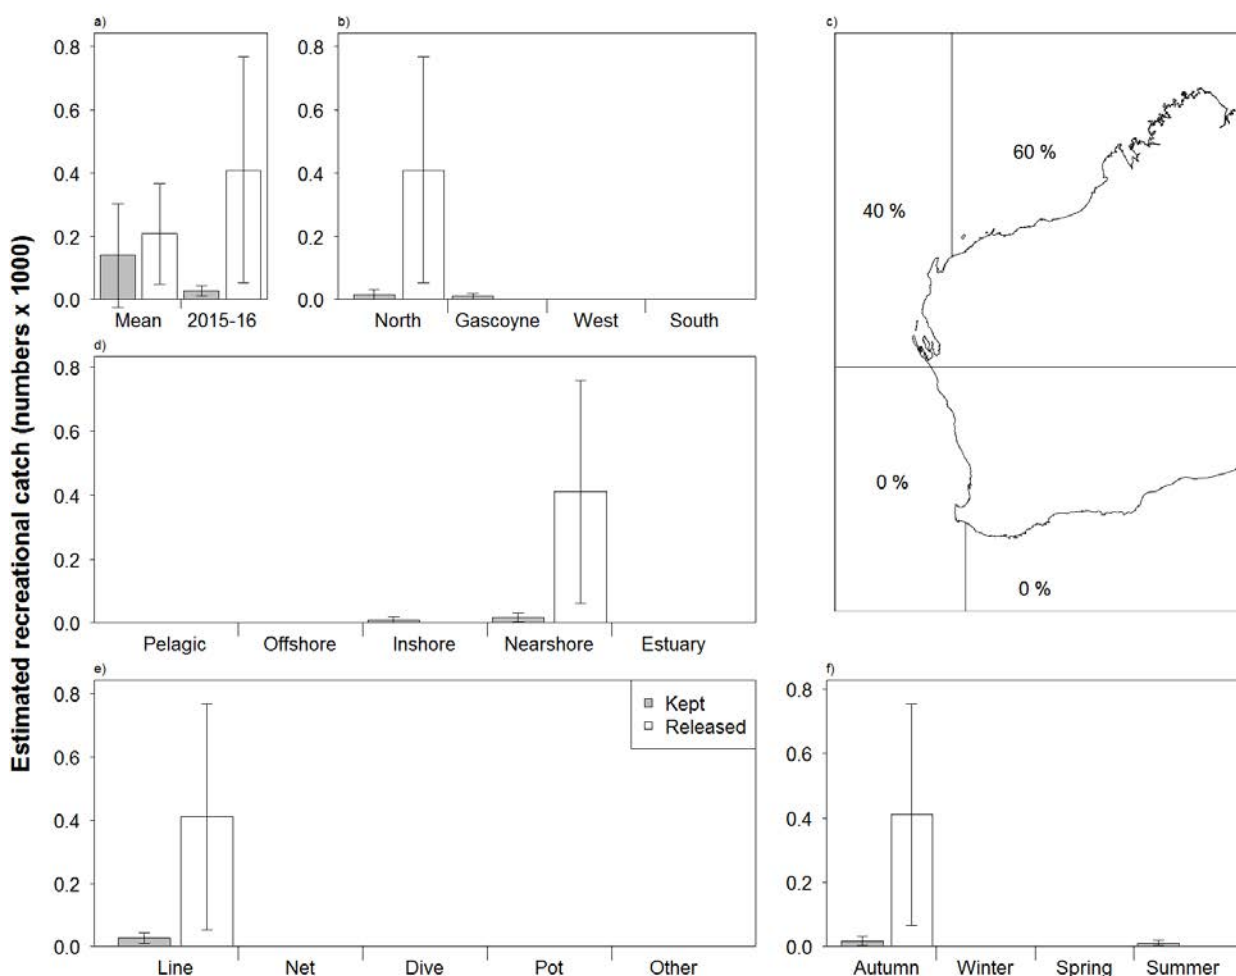 a)
b)
c)
0.8
0.6
0.4
0.2
0.0
Mean 2015-16
0.8
0.6
0.4
0.2
0.0
North Gascoyne West South
60 %
40 %
0 %
0 %
Estimated recreational catch (numbers x 1000)
d)
0.8
0.6
0.4
0.2
0.0
Pelagic Offshore Inshore Nearshore Estuary
e)
0.8
0.6
0.4
0.2
0.0
Kept
Released
Line Net Dive Pot Other
f)
0.8
0.6
0.4
0.2
0.0
Autumn Winter Spring Summer